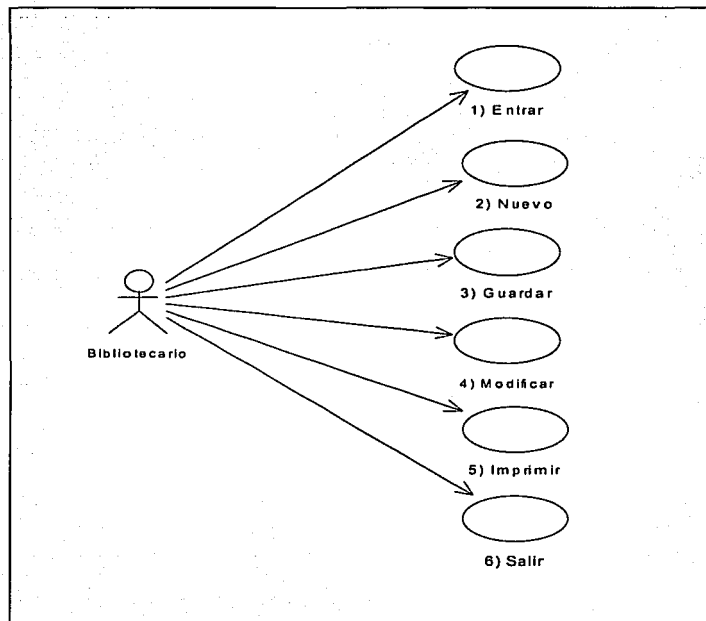 1) Entrar
2) Nuevo
3) Guardar
Bibliotecario
4) Modificar
5) Imprimir
6) Salir